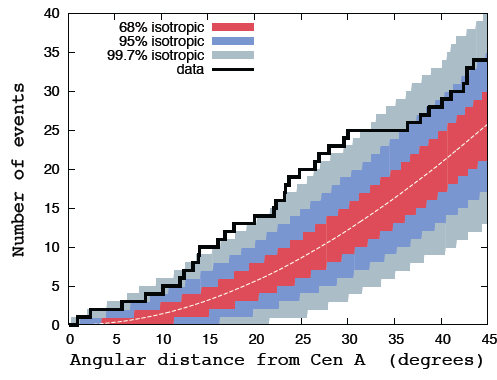 40
35
30
25
20
15
10
5
0
68% isotropic
95% isotropic
99.7% isotropic
data
Number of events
0 5 10 15 20 25 30 35 40 45
Angular distance from Cen A (degrees)